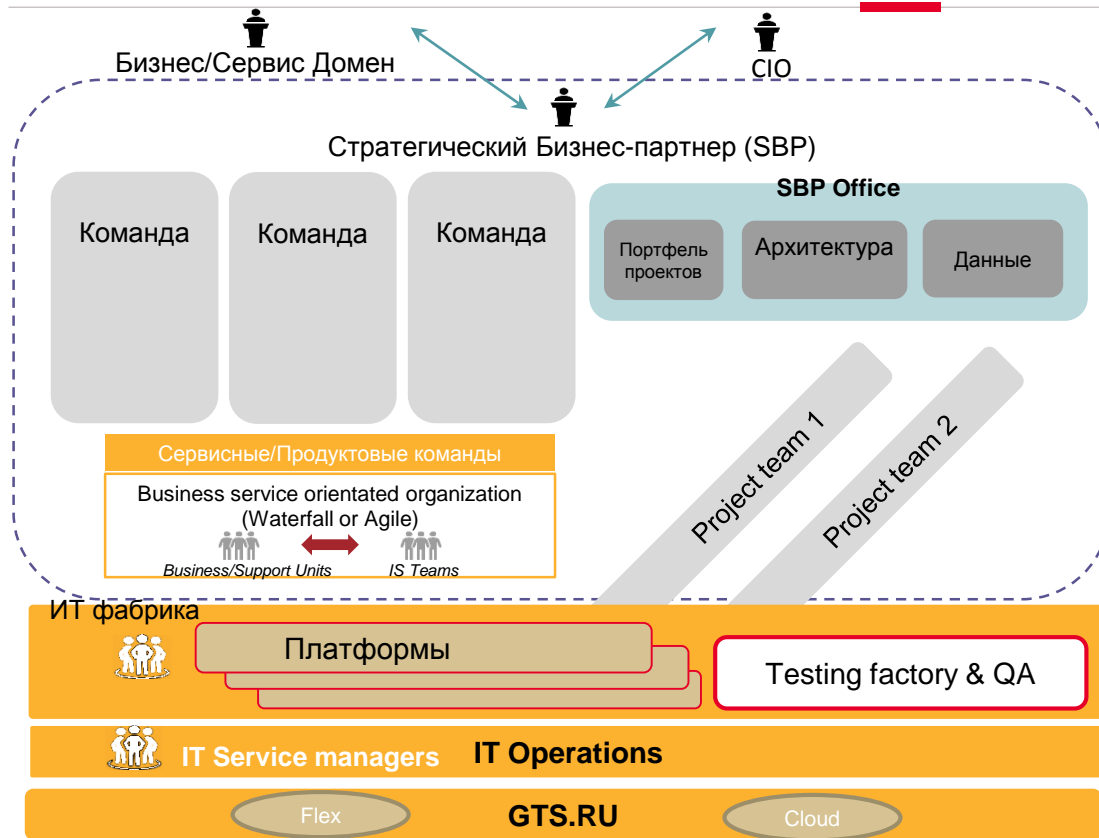 Бизнес/Сервис Домен
CIO
Стратегический Бизнес-партнер (SBP)
Команда
Команда
Команда
SBP Office
Портфель
проектов
Архитектура
Данные
Сервисные/Продуктовые команды
Business service orientated organization
(Waterfall or Agile)
Business/Support Units
IS Teams
Project team 1
Project team 2
ИТ фабрика
Платформы
Testing factory & QA
IT Service managers
IT Operations
Flex
GTS.RU
Cloud